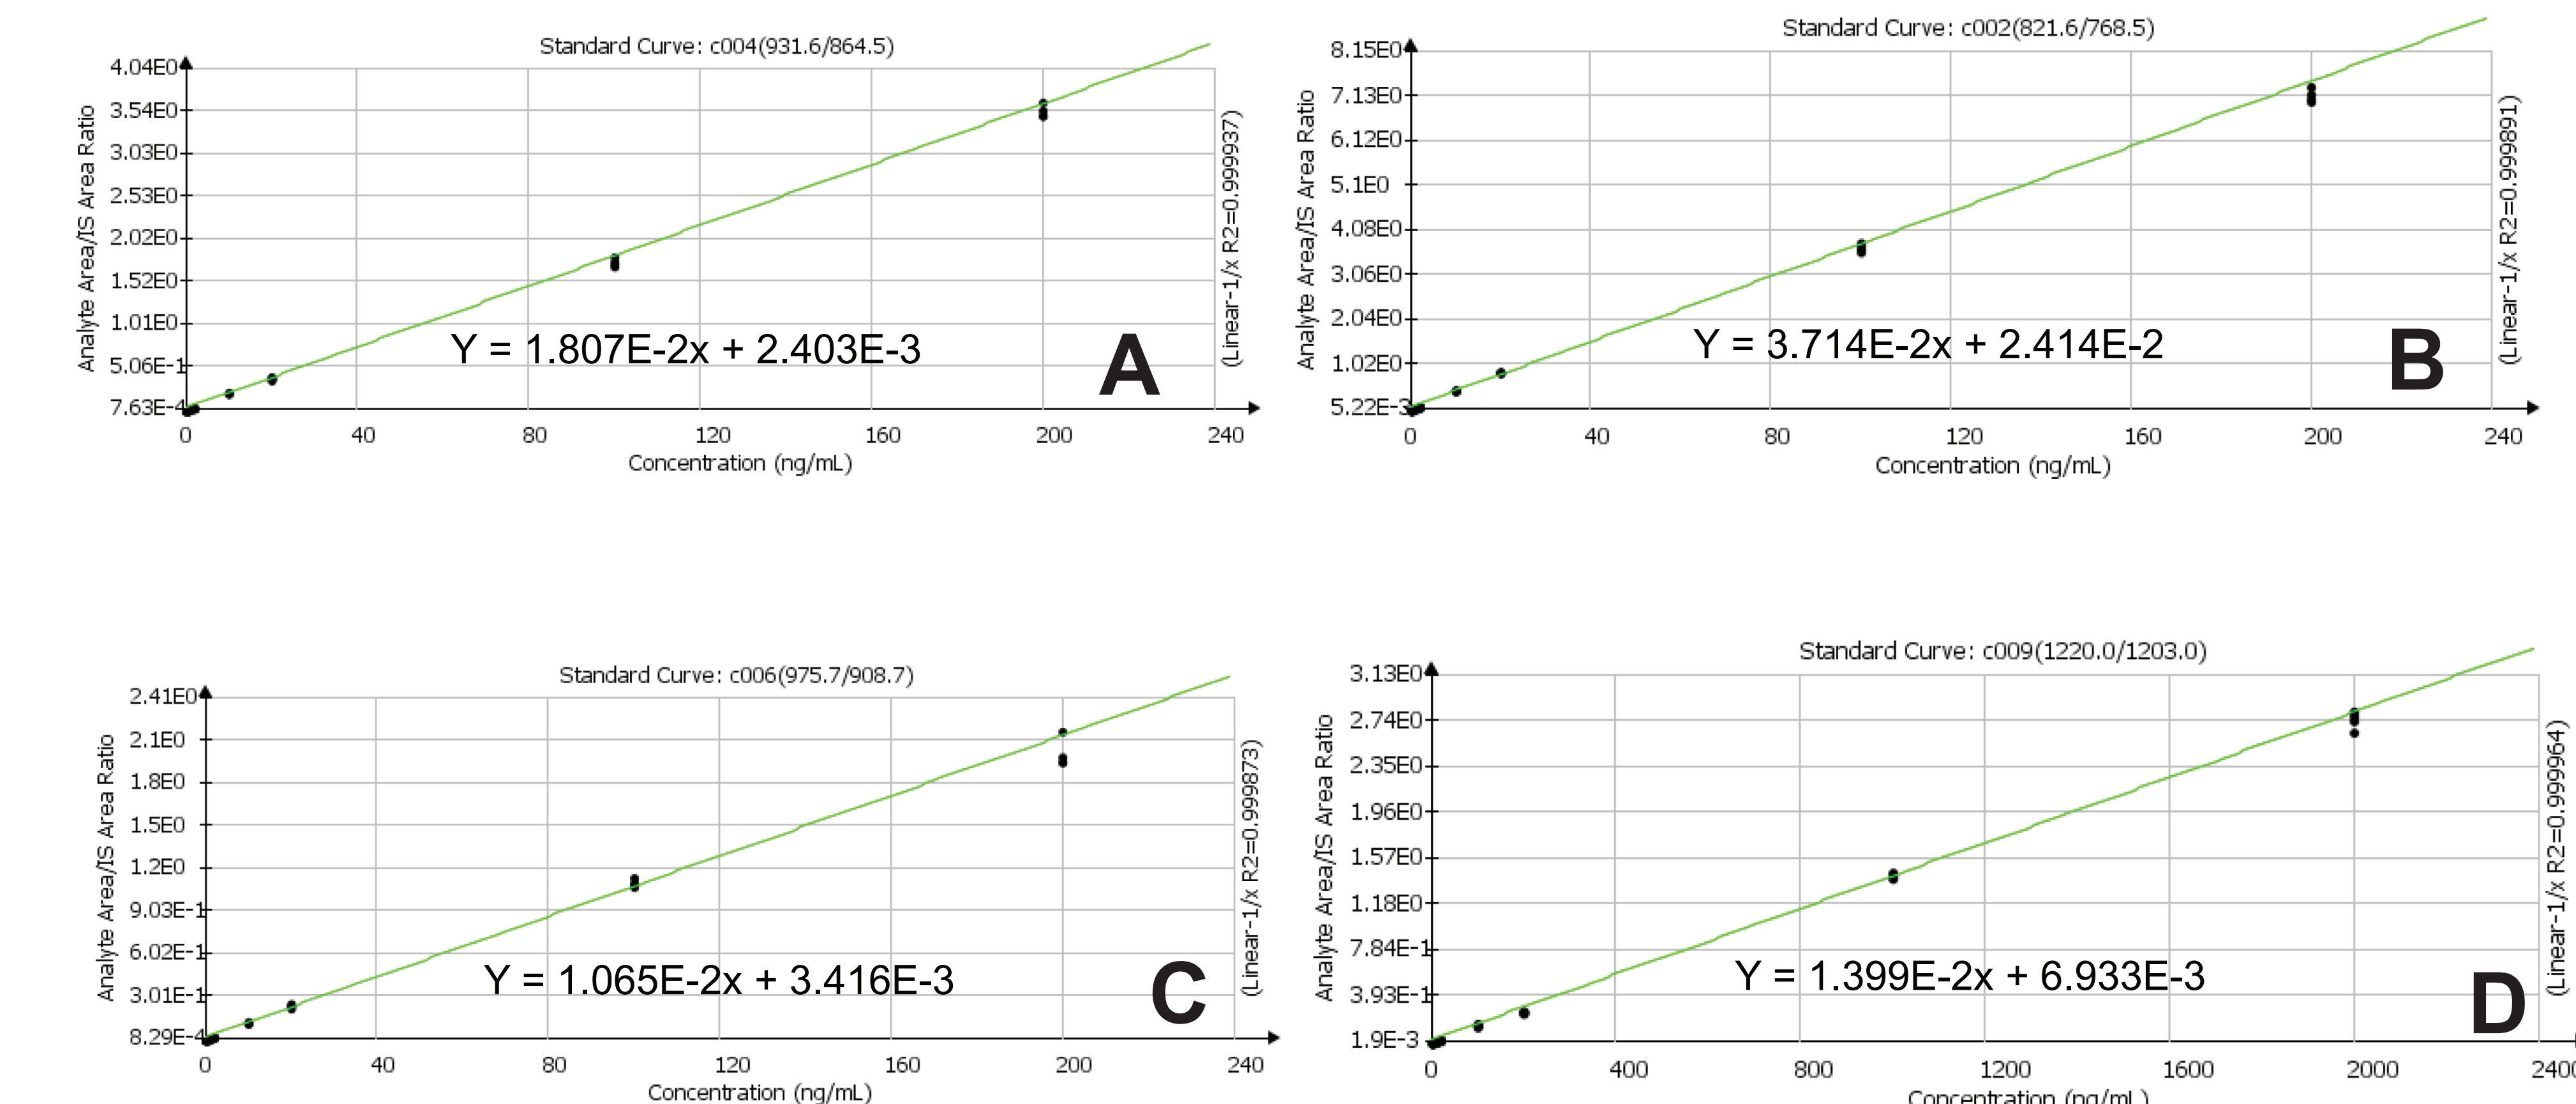 Standard Curve: c004(931.6/864.5)
4.04E0
3.54E0
3.03E0
2.53E0
2.02E0
1.52E0
1.01E0
5.06E-1
7.63E-4
Analyte Area/IS Area Ratio
Y = 1.807E-2x + 2.403E-3
A
(Linear-1/x R2=0.999937)
0 40 80 120 160 200 240
Concentration (ng/mL)
Standard Curve: c002(821.6/768.5)
8.15E0
7.13E0
6.12E0
5.1E0
4.08E0
3.06E0
2.04E0
1.02E0
5.22E-3
Analyte Area/IS Area Ratio
Y = 3.714E-2x + 2.414E-2
B
(Linear-1/x R2=0.999891)
0 40 80 120 160 200 240
Concentration (ng/mL)
Standard Curve: c006(975.7/908.7)
2.41E0
2.1E0
1.8E0
1.5E0
1.2E0
9.03E-1
6.02E-1
3.01E-1
8.29E-4
Analyte Area/IS Area Ratio
Y = 1.065E-2x + 3.416E-3
C
(Linear-1/x R2=0.999873)
0 40 80 120 160 200 240
Concentration (ng/mL)
Standard Curve: c009(1220.0/1203.0)
3.13E0
2.74E0
2.35E0
1.96E0
1.57E0
1.18E0
7.84E-1
3.93E-1
1.9E-3
Analyte Area/IS Area Ratio
Y = 1.399E-2x + 6.933E-3
D
(Linear-1/x R2=0.999964)
0 400 800 1200 1600 2000 2400
Concentration (ng/mL)